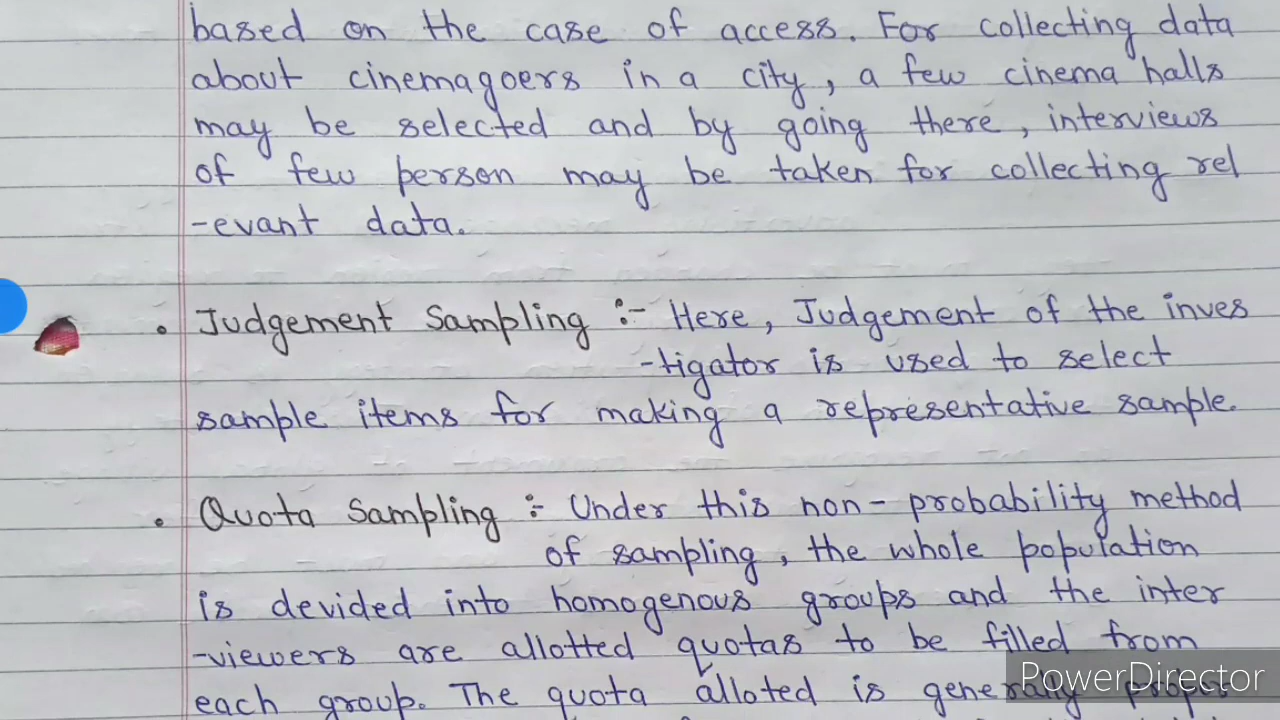 based on the case of access. For collecting data
about cinemagoers in a city, a few cinema halls
may be selected and by going there, interviews
of few person may be taken for collecting rel
-evant data.
• Judgement Sampling :- Here, Judgement of the inves
-tigator is used to select
sample items for making a representative sample.
• Quota Sampling :- Under this non-probability method
of sampling, the whole population
is devided into homogenous groups and the inter
-viewers are allotted quotas to be filled from
each group. The quota alloted is generally propor
PowerDirector